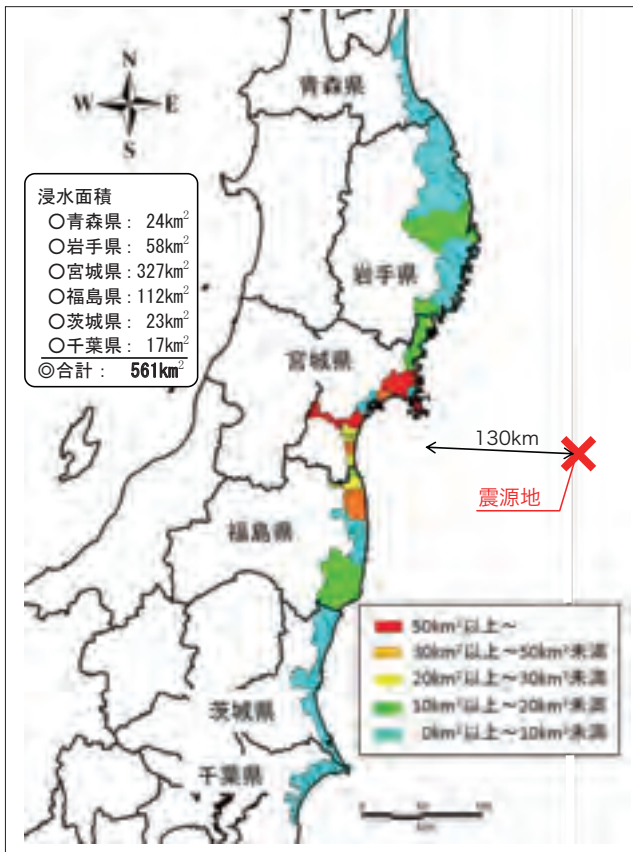 N
W E
S
青森県
浸水面積
○青森県： 24km²
○岩手県： 58km²
○宮城県：327km²
○福島県：112km²
○茨城県： 23km²
○千葉県： 17km²
◎合計： 561km²
岩手県
宮城県
130km
震源地
福島県
50km²以上～
30km²以上～50km²未満
20km²以上～30km²未満
10km²以上～20km²未満
0km²以上～10km²未満
茨城県
千葉県
0 50 100
km